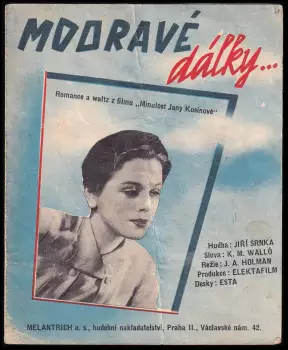 MODRAVÉ
dálky...
Romance a waltz z filmu „Minulost Jany Kosinové“
Hudba: JIŘÍ SRNKA
Slova: K. M. WALLÓ
Režie: J. A. HOLMAN
Produkce: ELEKTAFILM
Desky: ESTA
MELANTRICH a. s., hudební nakladatelství, Praha II., Václavské nám. 42.